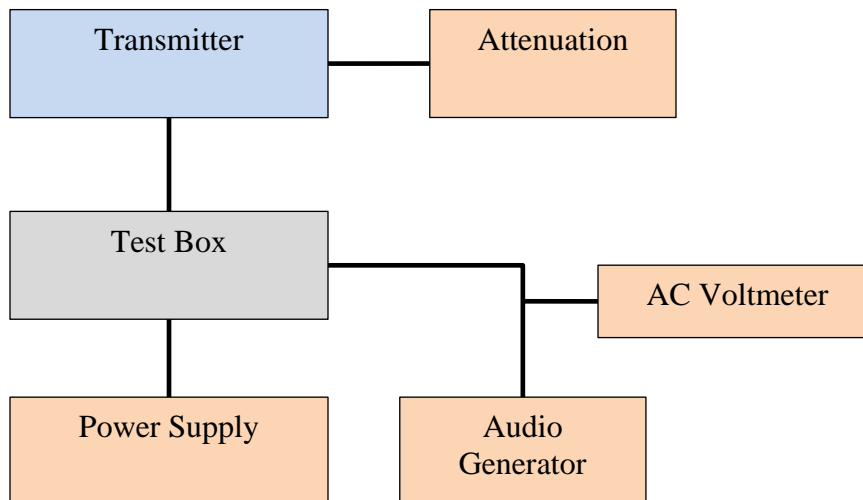 Transmitter
Attenuation
Test Box
AC Voltmeter
Power Supply
Audio
Generator